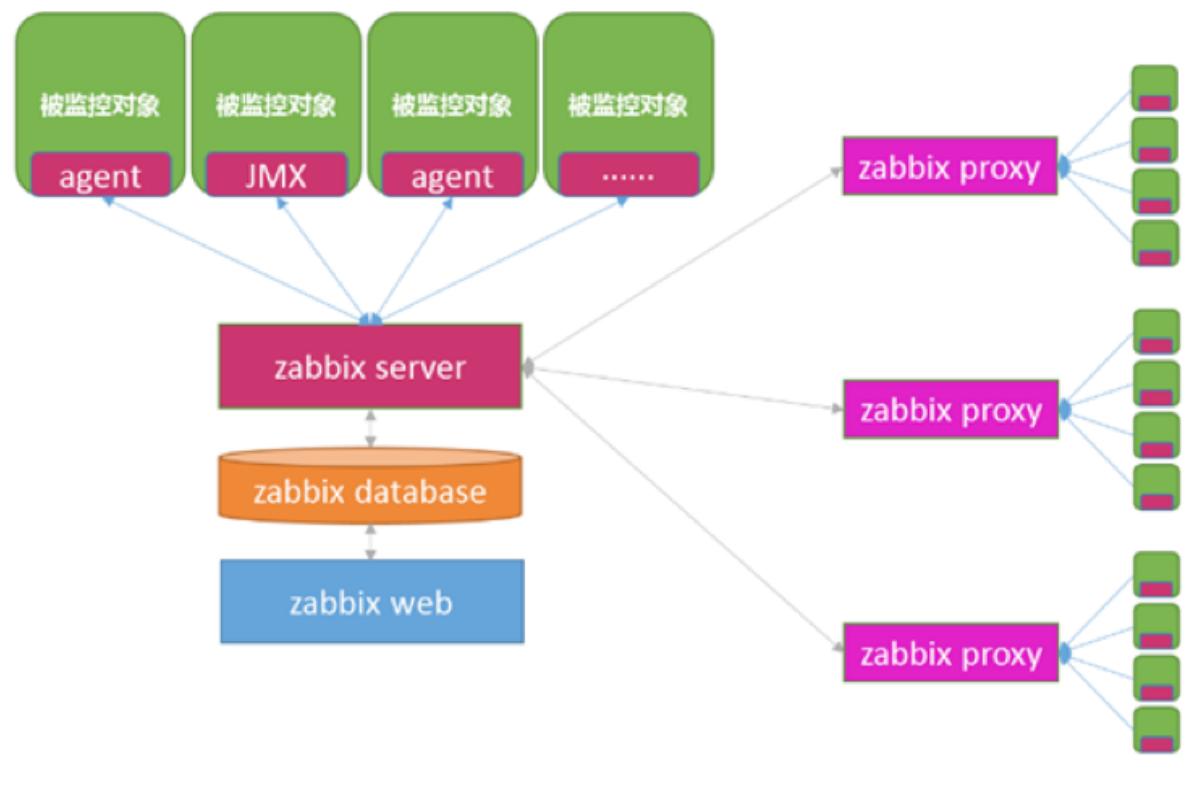 被监控对象
被监控对象
被监控对象
被监控对象
agent
JMX
agent
······
zabbix proxy
zabbix server
zabbix proxy
zabbix database
zabbix web
zabbix proxy